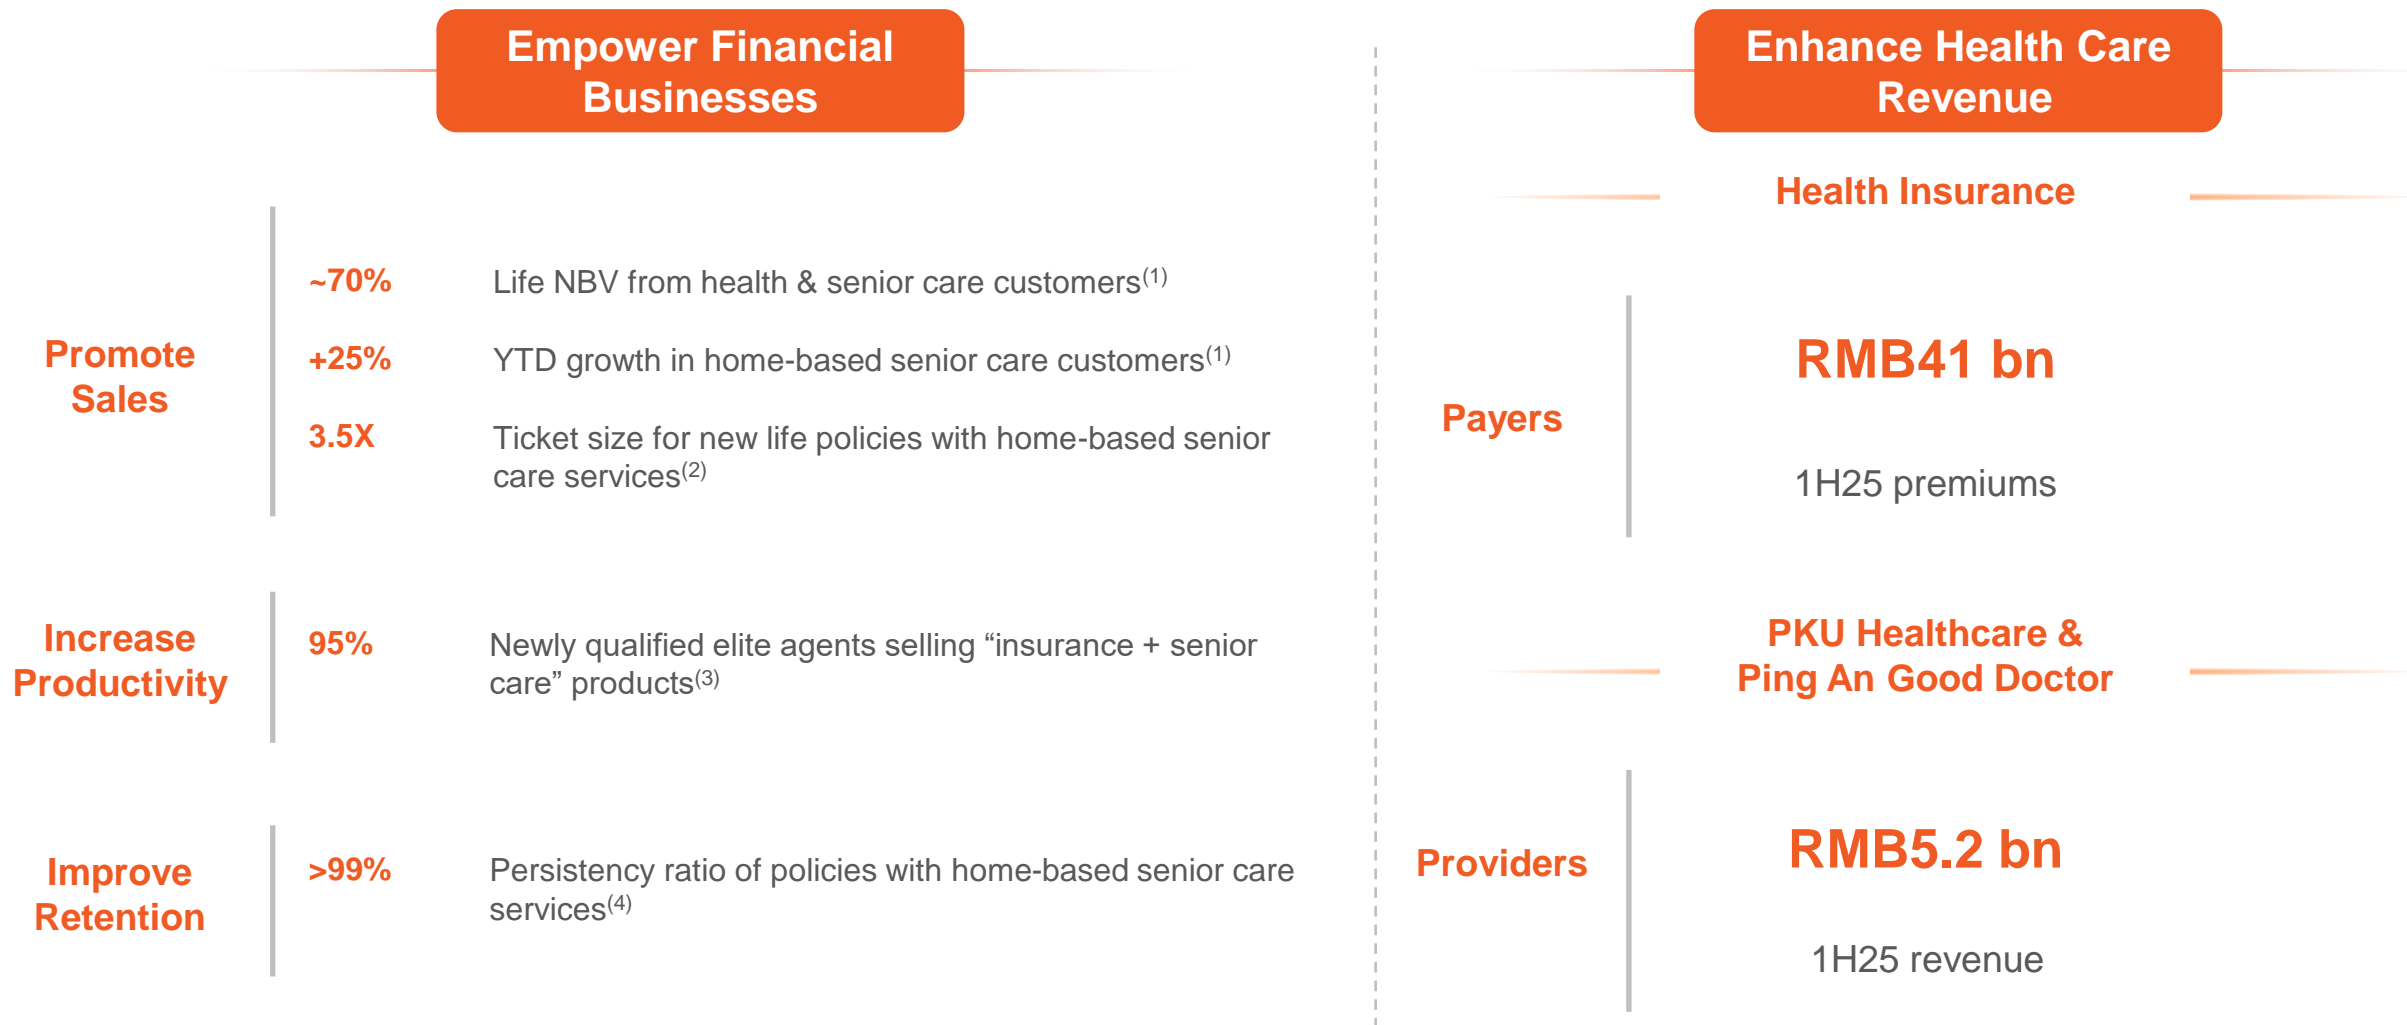 Empower Financial
Businesses
Promote
Sales
~70%
Life NBV from health & senior care customers(1)
+25%
YTD growth in home-based senior care customers(1)
3.5X
Ticket size for new life policies with home-based senior
care services(2)
Increase
Productivity
95%
Newly qualified elite agents selling “insurance + senior
care” products(3)
Improve
Retention
>99%
Persistency ratio of policies with home-based senior care
services(4)
Enhance Health Care
Revenue
Health Insurance
Payers
RMB41 bn
1H25 premiums
PKU Healthcare &
Ping An Good Doctor
Providers
RMB5.2 bn
1H25 revenue